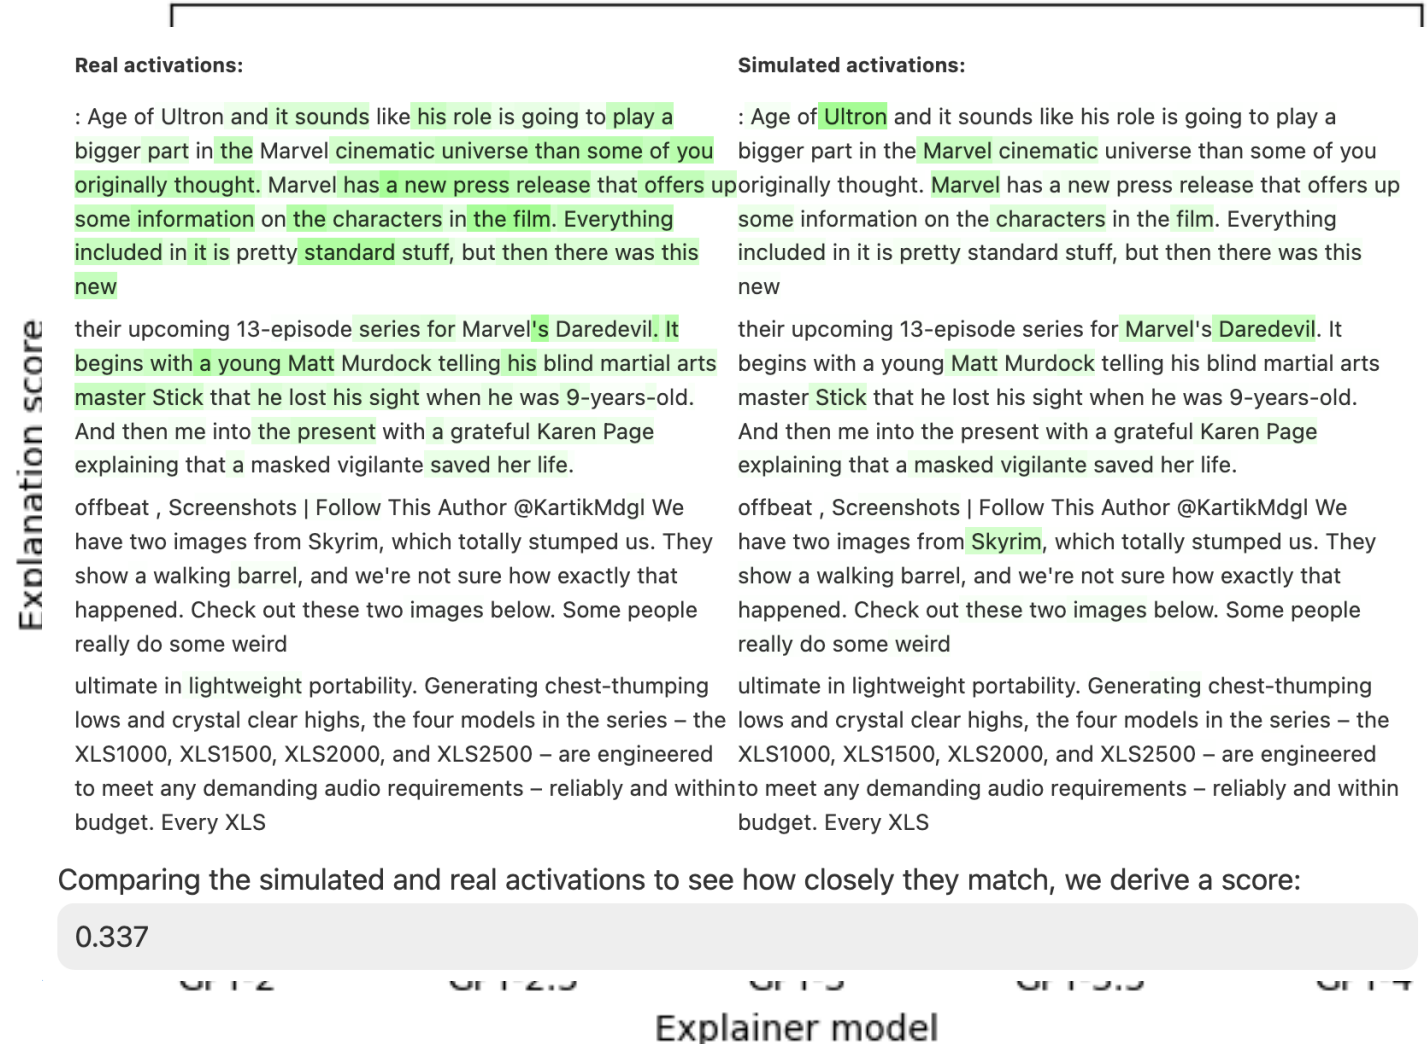 Real activations:
: Age of Ultron and it sounds like his role is going to play a
bigger part in the Marvel cinematic universe than some of you
originally thought. Marvel has a new press release that offers up
some information on the characters in the film. Everything
included in it is pretty standard stuff, but then there was this
new
their upcoming 13-episode series for Marvel's Daredevil. It
begins with a young Matt Murdock telling his blind martial arts
master Stick that he lost his sight when he was 9-years-old.
And then me into the present with a grateful Karen Page
explaining that a masked vigilante saved her life.
offbeat , Screenshots | Follow This Author @KartikMdgl We
have two images from Skyrim, which totally stumped us. They
show a walking barrel, and we're not sure how exactly that
happened. Check out these two images below. Some people
really do some weird
ultimate in lightweight portability. Generating chest-thumping
lows and crystal clear highs, the four models in the series – the
XLS1000, XLS1500, XLS2000, and XLS2500 – are engineered
to meet any demanding audio requirements – reliably and within
budget. Every XLS
Simulated activations:
: Age of Ultron and it sounds like his role is going to play a
bigger part in the Marvel cinematic universe than some of you
originally thought. Marvel has a new press release that offers up
some information on the characters in the film. Everything
included in it is pretty standard stuff, but then there was this
new
their upcoming 13-episode series for Marvel's Daredevil. It
begins with a young Matt Murdock telling his blind martial arts
master Stick that he lost his sight when he was 9-years-old.
And then me into the present with a grateful Karen Page
explaining that a masked vigilante saved her life.
offbeat , Screenshots | Follow This Author @KartikMdgl We
have two images from Skyrim, which totally stumped us. They
show a walking barrel, and we're not sure how exactly that
happened. Check out these two images below. Some people
really do some weird
ultimate in lightweight portability. Generating chest-thumping
lows and crystal clear highs, the four models in the series – the
XLS1000, XLS1500, XLS2000, and XLS2500 – are engineered
to meet any demanding audio requirements – reliably and within
budget. Every XLS
Comparing the simulated and real activations to see how closely they match, we derive a score:
0.337
Explanation score
GPT-2 GPT-2.5 GPT-3 GPT-3.5 GPT-4
Explainer model